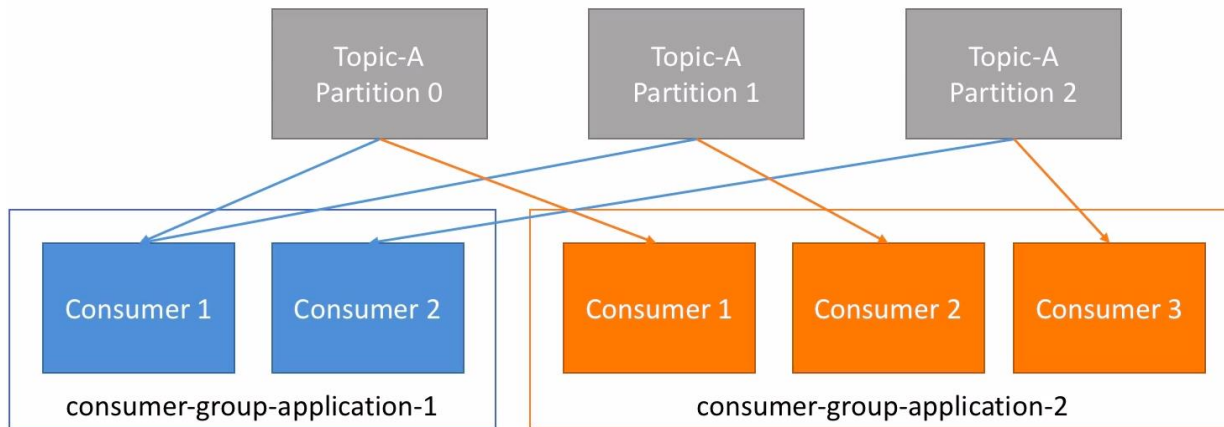 Topic-A
Partition 0
Topic-A
Partition 1
Topic-A
Partition 2
Consumer 1
Consumer 2
consumer-group-application-1
Consumer 1
Consumer 2
Consumer 3
consumer-group-application-2